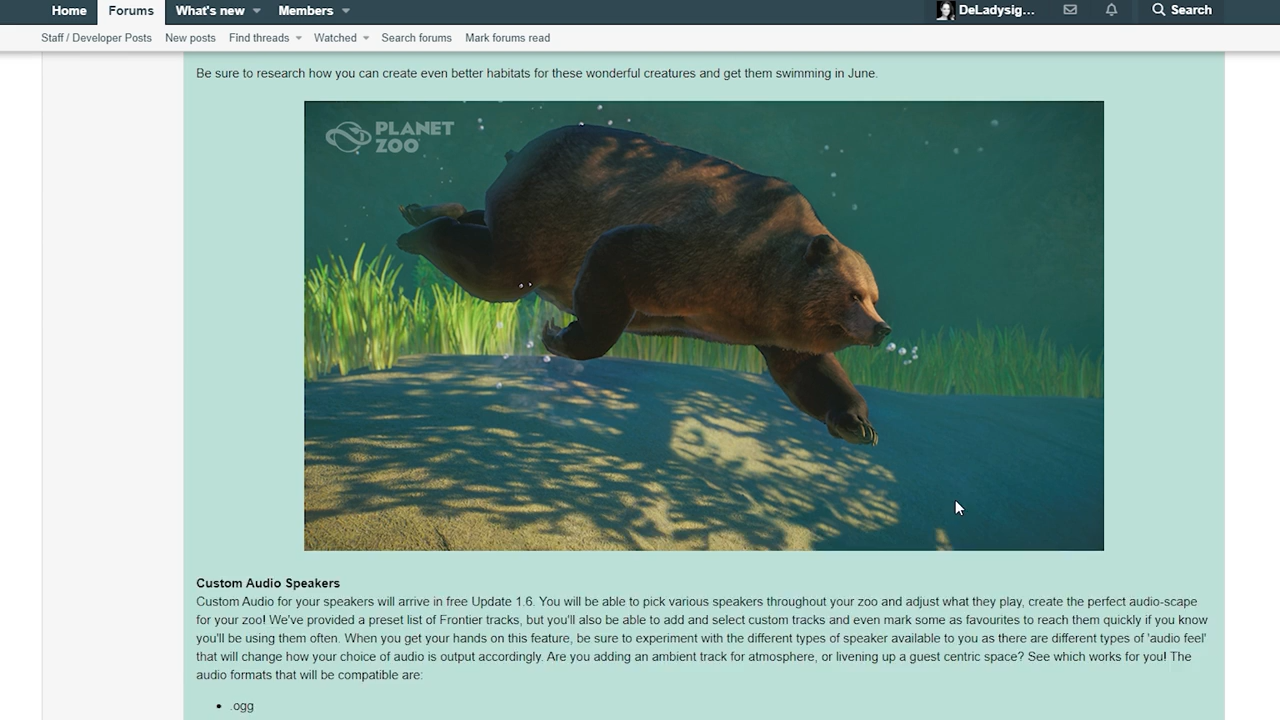 Home Forums What's new Members DeLadysig... Search
Staff / Developer Posts New posts Find threads Watched Search forums Mark forums read
Be sure to research how you can create even better habitats for these wonderful creatures and get them swimming in June.
PLANET
ZOO
Custom Audio Speakers
Custom Audio for your speakers will arrive in free Update 1.6. You will be able to pick various speakers throughout your zoo and adjust what they play, create the perfect audio-scape
for your zoo! We've provided a preset list of Frontier tracks, but you'll also be able to add and select custom tracks and even mark some as favourites to reach them quickly if you know
you'll be using them often. When you get your hands on this feature, be sure to experiment with the different types of speaker available to you as there are different types of 'audio feel'
that will change how your choice of audio is output accordingly. Are you adding an ambient track for atmosphere, or livening up a guest centric space? See which works for you! The
audio formats that will be compatible are:
• .ogg